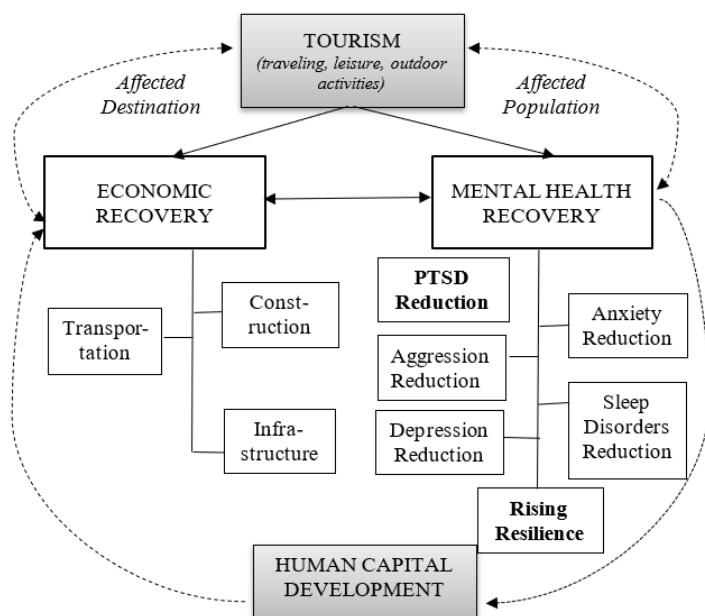 TOURISM
(traveling, leisure, outdoor
activities)
Affected
Destination
Affected
Population
ECONOMIC
RECOVERY
MENTAL HEALTH
RECOVERY
PTSD
Reduction
Const-
ruction
Anxiety
Reduction
Transpor-
tation
Aggression
Reduction
Sleep
Disorders
Reduction
Infra-
structure
Depression
Reduction
Rising
Resilience
HUMAN CAPITAL
DEVELOPMENT